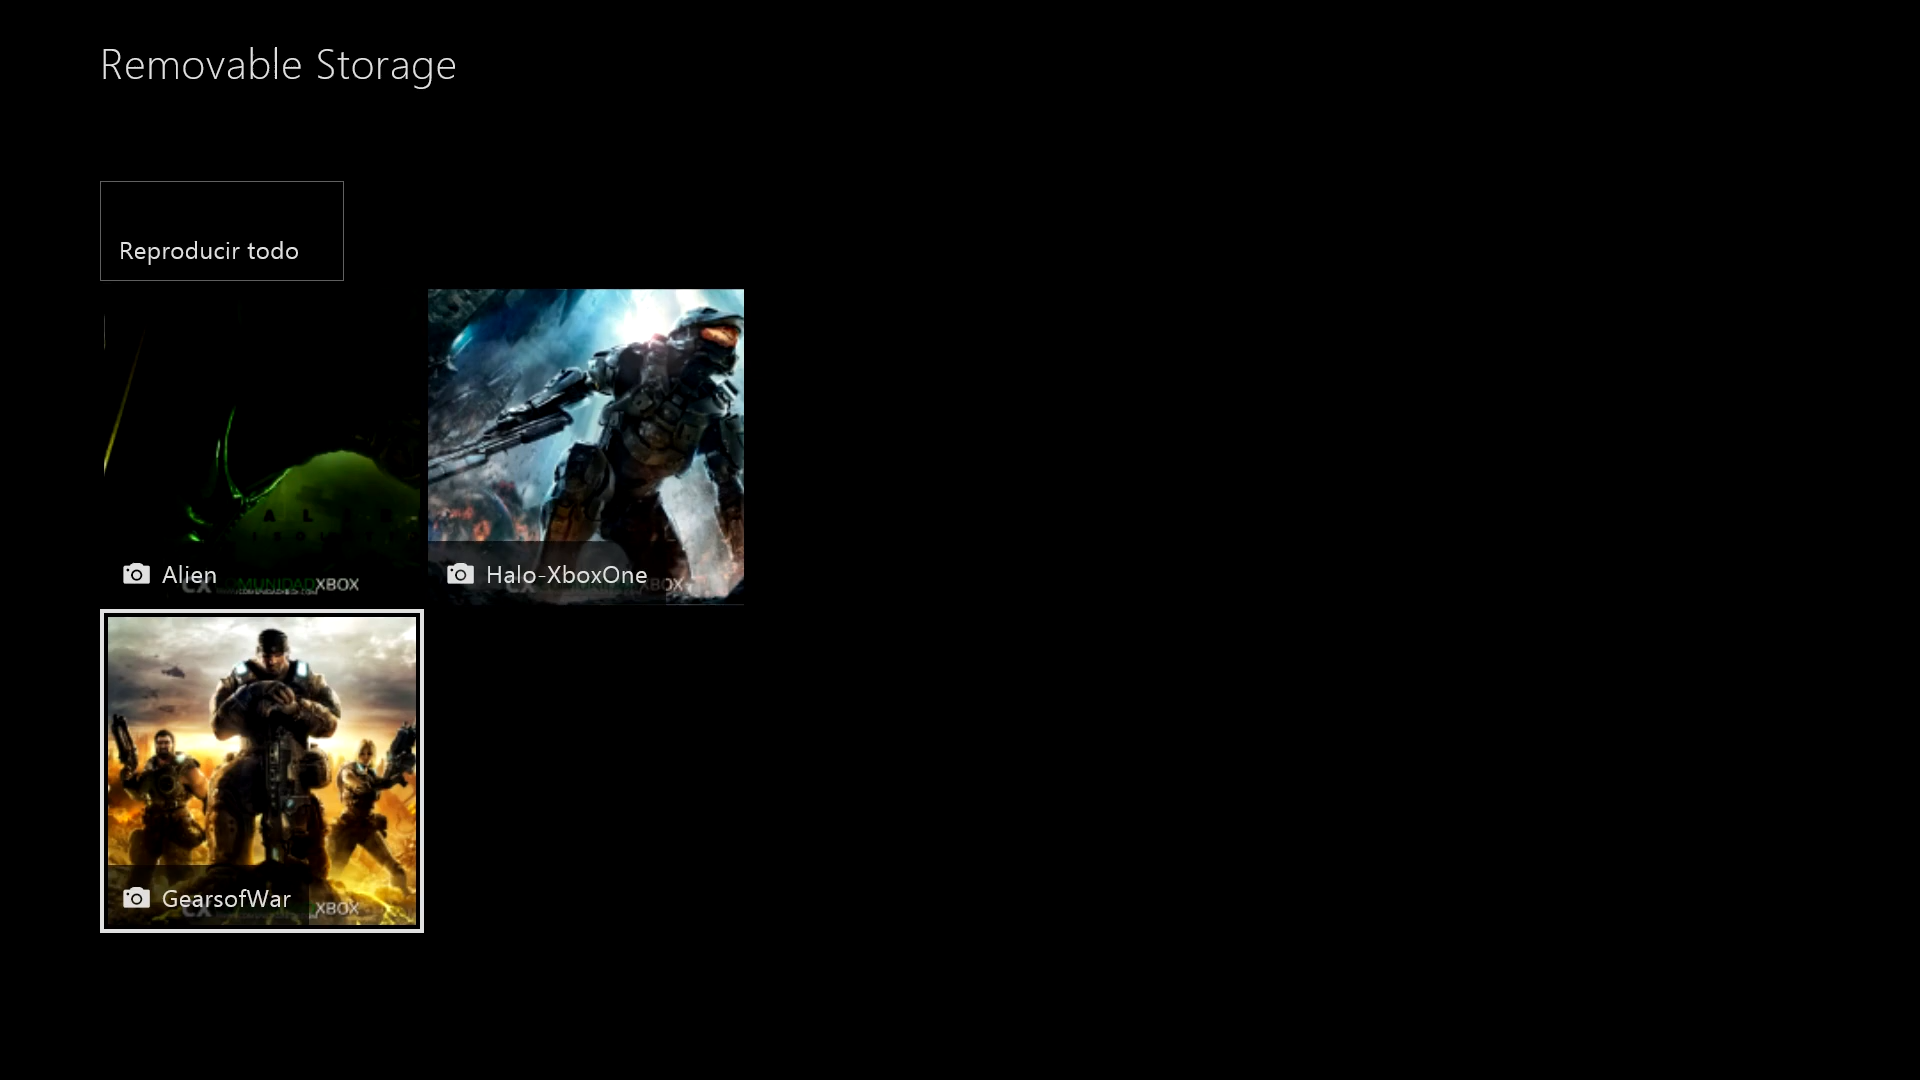 Removable Storage
Reproducir todo
Alien
XBOX
Halo-XboxOne
GearsofWar
XBOX